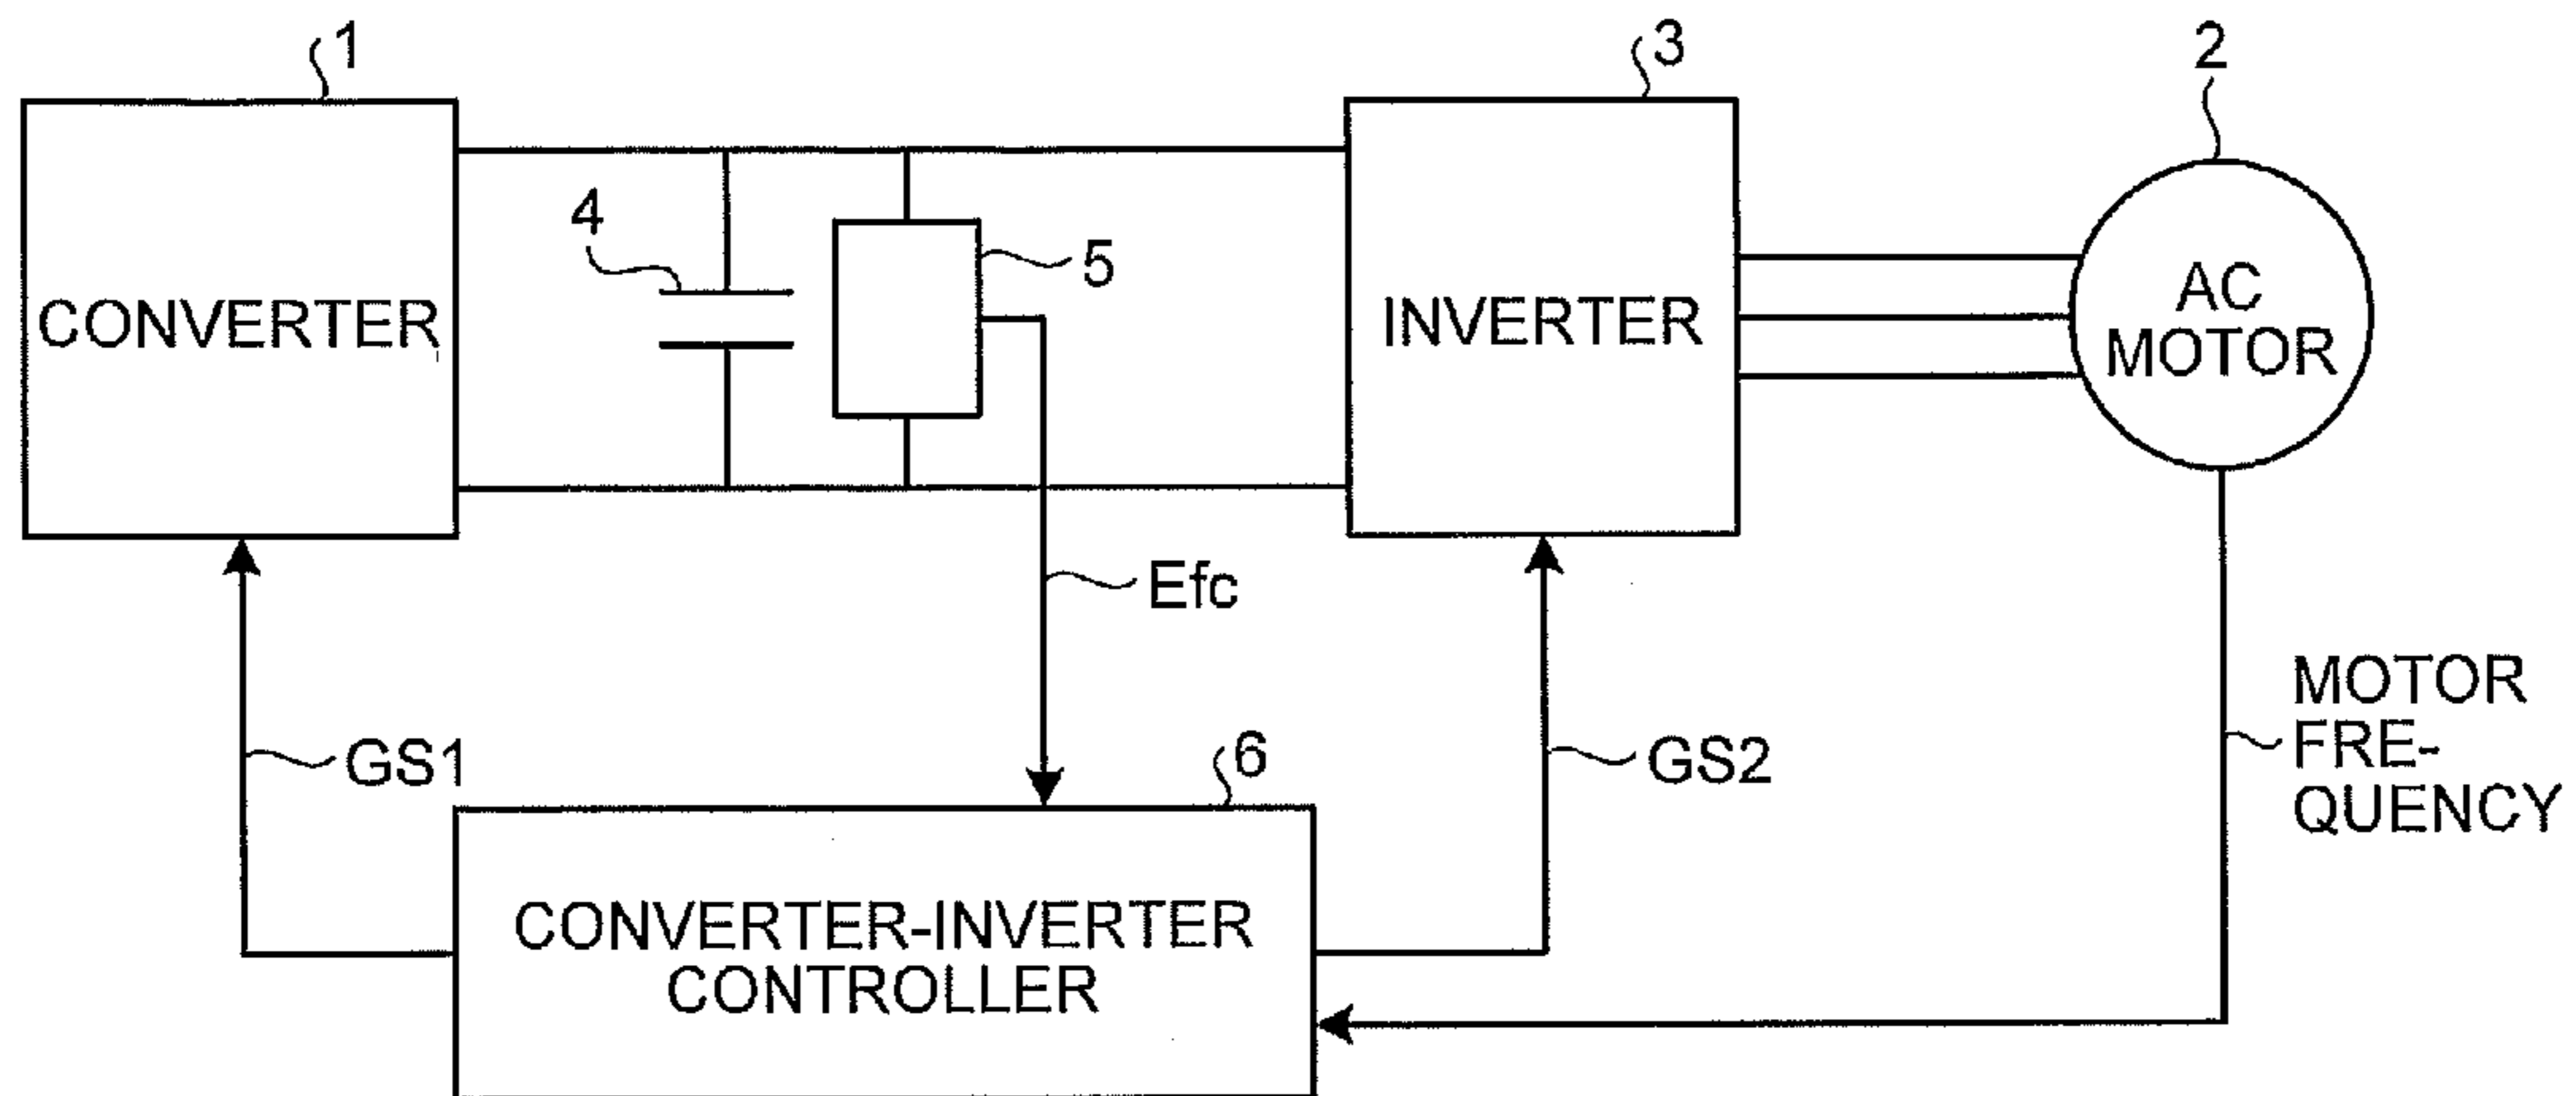 1
3
2
4
5
CONVERTER
INVERTER
AC
MOTOR
Efc
GS1
6
GS2
MOTOR
FRE-
QUENCY
CONVERTER-INVERTER
CONTROLLER